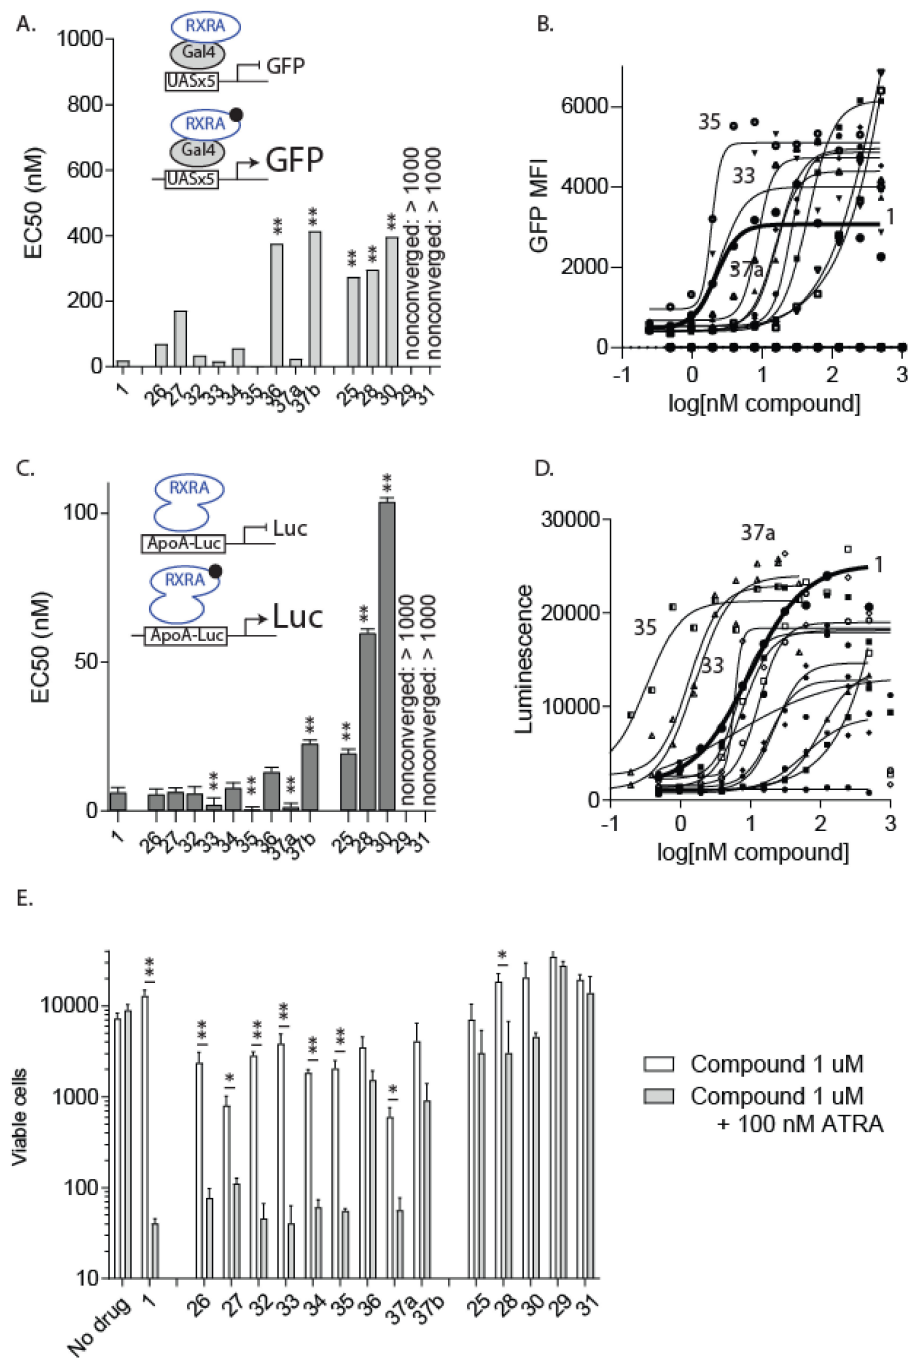 A.
1000
800
600
400
200
0
EC50 (nM)
RXRA
Gal4
UASx5
GFP
RXRA
Gal4
UASx5
GFP
**
**
**
**
**
nonconverged: > 1000
nonconverged: > 1000
1 26 27 32 33 34 35 36 37a 37b 25 28 30 29 31
B.
6000
4000
2000
0
GFP MFI
35
33
37a
1
-1 0 1 2 3
log[nM compound]
C.
100
50
0
EC50 (nM)
RXRA
ApoA-Luc
Luc
RXRA
ApoA-Luc
Luc
**
**
**
**
**
**
**
nonconverged: > 1000
nonconverged: > 1000
1 26 27 32 33 34 35 36 37a 37b 25 28 30 29 31
D.
30000
20000
10000
0
Luminescence
37a
1
35
33
-1 0 1 2 3
log[nM compound]
E.
10000
1000
100
10
Viable cells
**
**
*
**
**
**
**
*
*
No drug 1 26 27 32 33 34 35 36 37a 37b 25 28 30 29 31
Compound 1 uM
Compound 1 uM
+ 100 nM ATRA